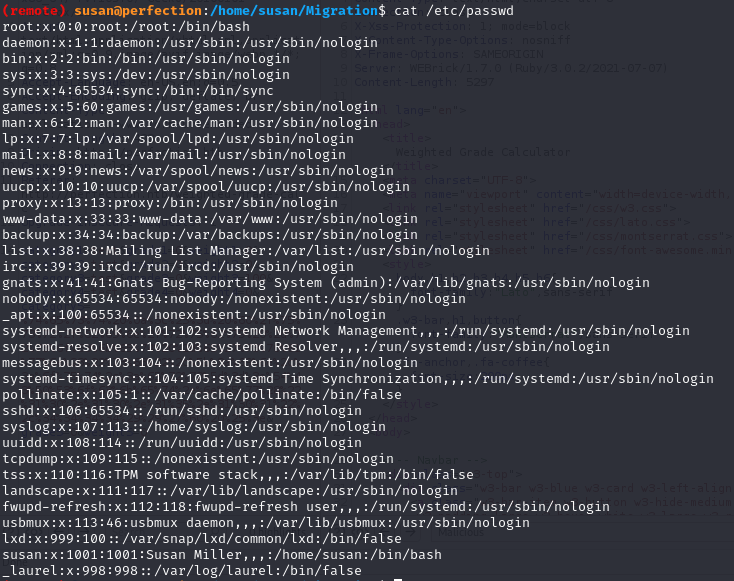 (remote) susan@perfection:/home/susan/Migration$ cat /etc/passwd
root:x:0:0:root:/root:/bin/bash
daemon:x:1:1:daemon:/usr/sbin:/usr/sbin/nologin
bin:x:2:2:bin:/bin:/usr/sbin/nologin
sys:x:3:3:sys:/dev:/usr/sbin/nologin
sync:x:4:65534:sync:/bin:/bin/sync
games:x:5:60:games:/usr/games:/usr/sbin/nologin
man:x:6:12:man:/var/cache/man:/usr/sbin/nologin
lp:x:7:7:lp:/var/spool/lpd:/usr/sbin/nologin
mail:x:8:8:mail:/var/mail:/usr/sbin/nologin
news:x:9:9:news:/var/spool/news:/usr/sbin/nologin
uucp:x:10:10:uucp:/var/spool/uucp:/usr/sbin/nologin
proxy:x:13:13:proxy:/bin:/usr/sbin/nologin
www-data:x:33:33:www-data:/var/www:/usr/sbin/nologin
backup:x:34:34:backup:/var/backups:/usr/sbin/nologin
list:x:38:38:Mailing List Manager:/var/list:/usr/sbin/nologin
irc:x:39:39:ircd:/run/ircd:/usr/sbin/nologin
gnats:x:41:41:Gnats Bug-Reporting System (admin):/var/lib/gnats:/usr/sbin/nologin
nobody:x:65534:65534:nobody:/nonexistent:/usr/sbin/nologin
_apt:x:100:65534::/nonexistent:/usr/sbin/nologin
systemd-network:x:101:102:systemd Network Management,,,:/run/systemd:/usr/sbin/nologin
systemd-resolve:x:102:103:systemd Resolver,,,:/run/systemd:/usr/sbin/nologin
messagebus:x:103:104::/nonexistent:/usr/sbin/nologin
systemd-timesync:x:104:105:systemd Time Synchronization,,,:/run/systemd:/usr/sbin/nologin
pollinate:x:105:1::/var/cache/pollinate:/bin/false
sshd:x:106:65534::/run/sshd:/usr/sbin/nologin
syslog:x:107:113::/home/syslog:/usr/sbin/nologin
uuidd:x:108:114::/run/uuidd:/usr/sbin/nologin
tcpdump:x:109:115::/nonexistent:/usr/sbin/nologin
tss:x:110:116:TPM software stack,,,:/var/lib/tpm:/bin/false
landscape:x:111:117::/var/lib/landscape:/usr/sbin/nologin
fwupd-refresh:x:112:118:fwupd-refresh user,,,:/run/systemd:/usr/sbin/nologin
usbmux:x:113:46:usbmux daemon,,,:/var/lib/usbmux:/usr/sbin/nologin
lxd:x:999:100::/var/snap/lxd/common/lxd:/bin/false
susan:x:1001:1001:Susan Miller,,,:/home/susan:/bin/bash
_laurel:x:998:998::/var/log/laurel:/bin/false